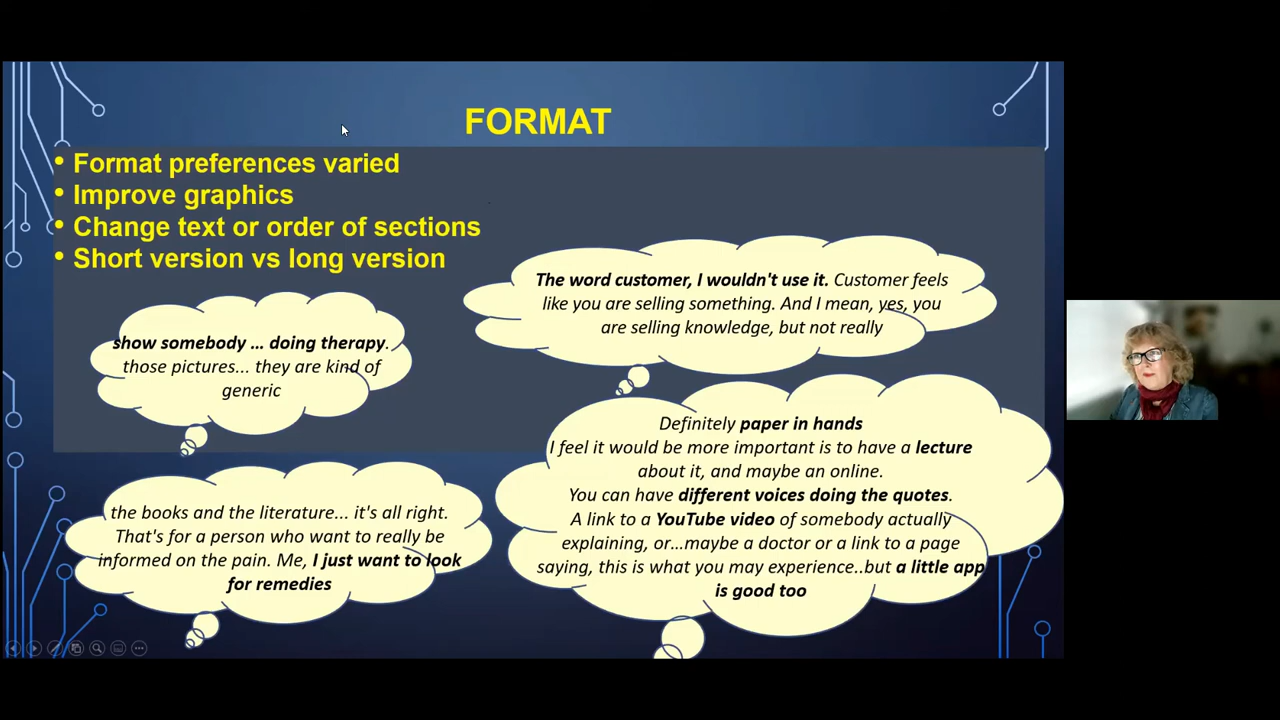 FORMAT
• Format preferences varied
• Improve graphics
• Change text or order of sections
• Short version vs long version
The word customer, I wouldn't use it. Customer feels
like you are selling something. And I mean, yes, you
are selling knowledge, but not really
show somebody … doing therapy.
those pictures... they are kind of
generic
Definitely paper in hands
I feel it would be more important is to have a lecture
about it, and maybe an online.
You can have different voices doing the quotes.
A link to a YouTube video of somebody actually
explaining, or…maybe a doctor or a link to a page
saying, this is what you may experience..but a little app
is good too
the books and the literature... it's all right.
That's for a person who want to really be
informed on the pain. Me, I just want to look
for remedies